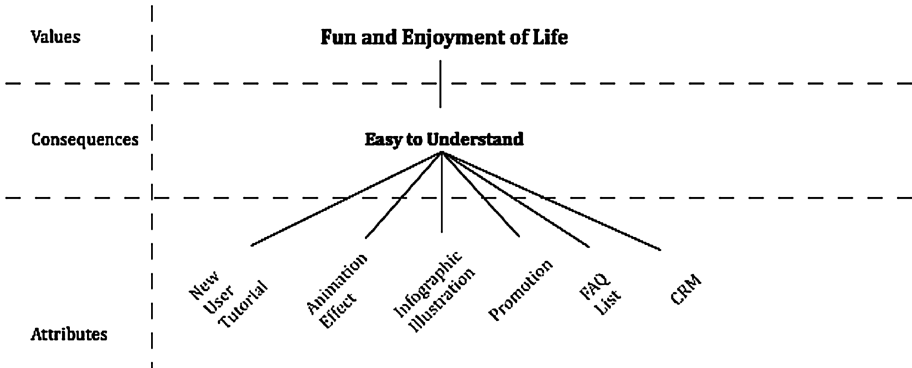 Values
Fun and Enjoyment of Life
Consequences
Easy to Understand
New
User
Tutorial
Animation
Effect
Infographic
Illustration
Promotion
FAQ
List
CRM
Attributes